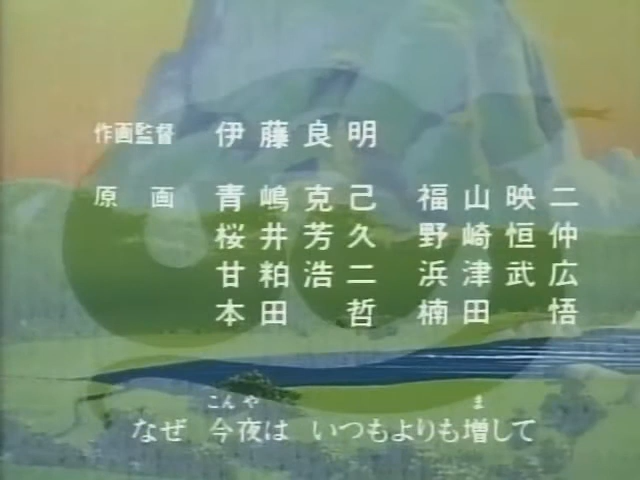 作画監督 伊藤良明
原画 青嶋克己 福山映二
桜井芳久 野崎恒仲
甘粕浩二 浜津武広
本田哲 楠田悟
こんや ま
なぜ 今夜は いつもよりも増して